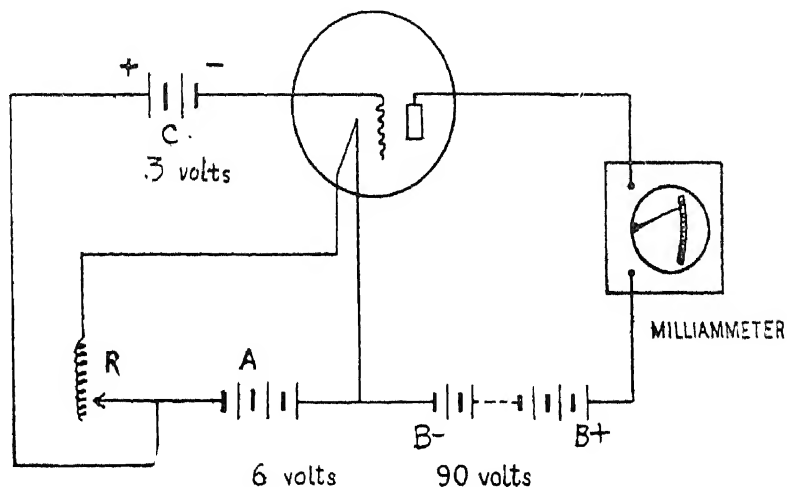 + -
C.
.3 volts
MILLIAMMETER
R
A
B- B+
6 volts 90 volts